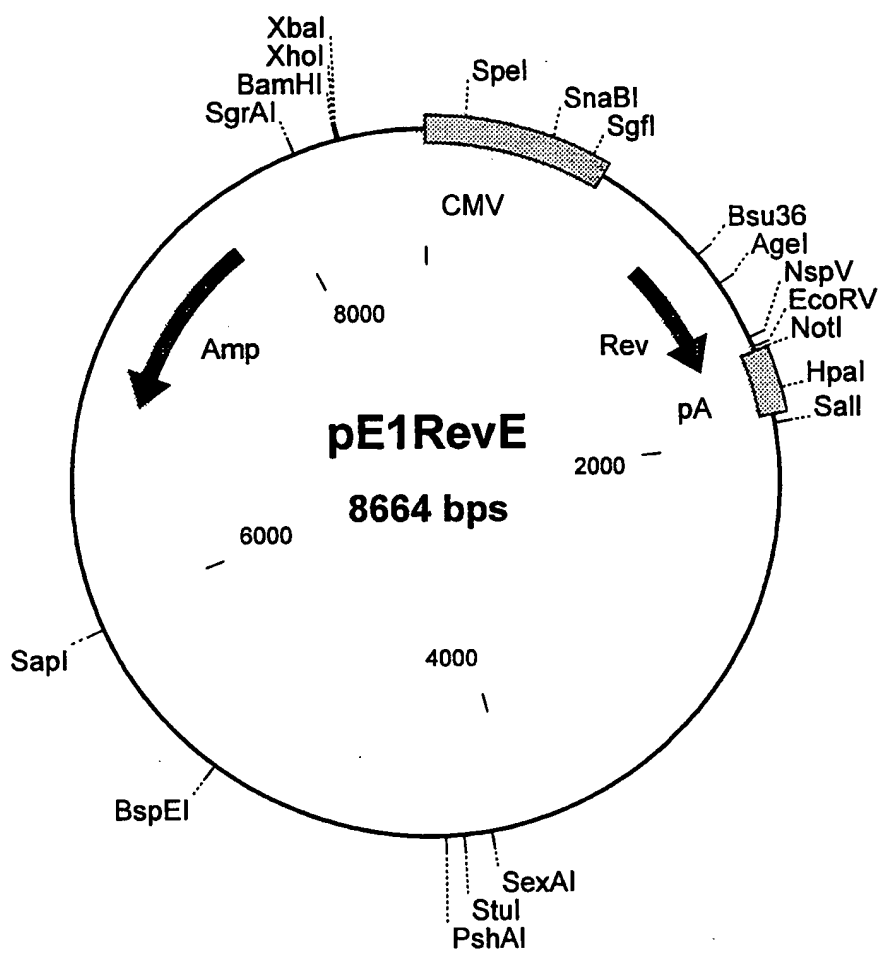 XbaI
XhoI
BamHI
SgrAI
SpeI
SnaBI
SgfI
CMV
Bsu36
AgeI
NspV
EcoRV
NotI
HpaI
SalI
8000
Amp
Rev
pA
pE1RevE
8664 bps
2000
6000
4000
SapI
BspEI
SexAI
StuI
PshAI